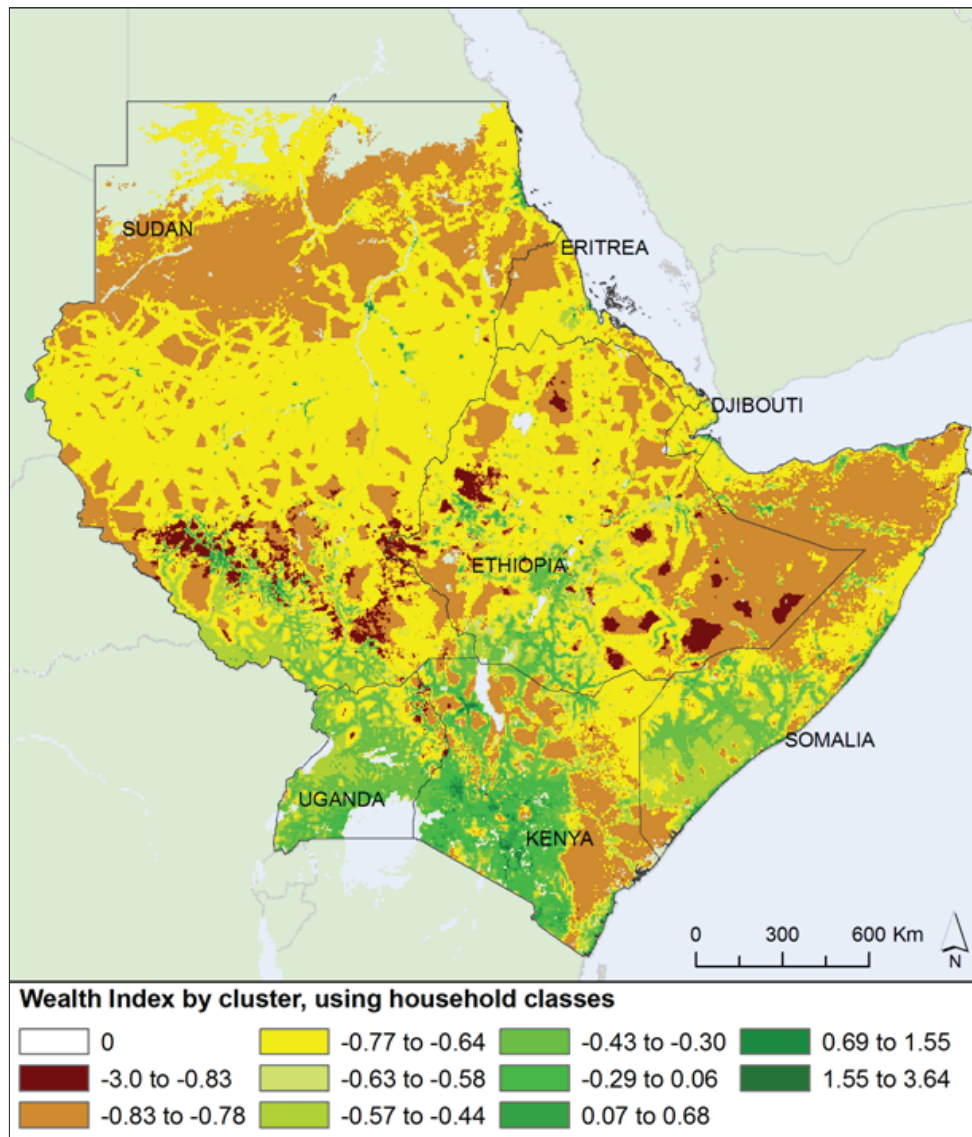 SUDAN
ERITREA
DJIBOUTI
ETHIOPIA
SOMALIA
UGANDA
KENYA
0 300 600 Km
N
Wealth Index by cluster, using household classes
0 -0.77 to -0.64 -0.43 to -0.30 0.69 to 1.55
-3.0 to -0.83 -0.63 to -0.58 -0.29 to 0.06 1.55 to 3.64
-0.83 to -0.78 -0.57 to -0.44 0.07 to 0.68